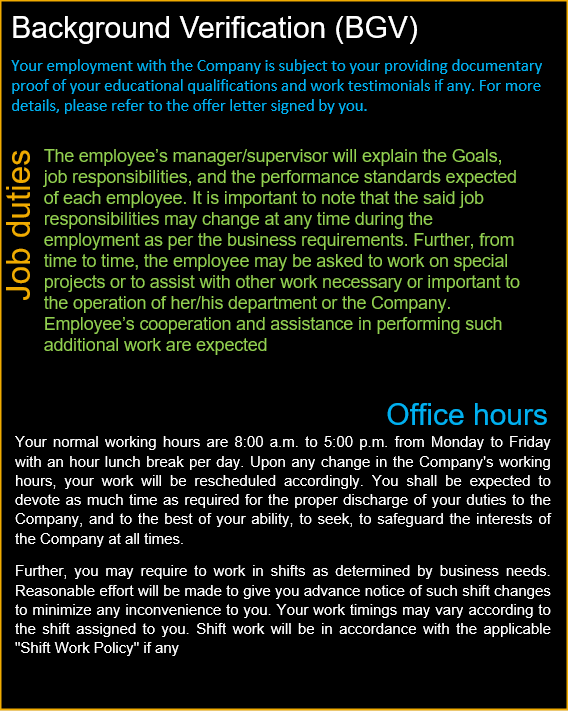 Background Verification (BGV)
Your employment with the Company is subject to your providing documentary
proof of your educational qualifications and work testimonials if any. For more
details, please refer to the offer letter signed by you.
Job duties
The employee's manager/supervisor will explain the Goals,
job responsibilities, and the performance standards expected
of each employee. It is important to note that the said job
responsibilities may change at any time during the
employment as per the business requirements. Further, from
time to time, the employee may be asked to work on special
projects or to assist with other work necessary or important to
the operation of her/his department or the Company.
Employee's cooperation and assistance in performing such
additional work are expected
Office hours
Your normal working hours are 8:00 a.m. to 5:00 p.m. from Monday to Friday
with an hour lunch break per day. Upon any change in the Company's working
hours, your work will be rescheduled accordingly. You shall be expected to
devote as much time as required for the proper discharge of your duties to the
Company, and to the best of your ability, to seek, to safeguard the interests of
the Company at all times.
Further, you may require to work in shifts as determined by business needs.
Reasonable effort will be made to give you advance notice of such shift changes
to minimize any inconvenience to you. Your work timings may vary according to
the shift assigned to you. Shift work will be in accordance with the applicable
"Shift Work Policy" if any